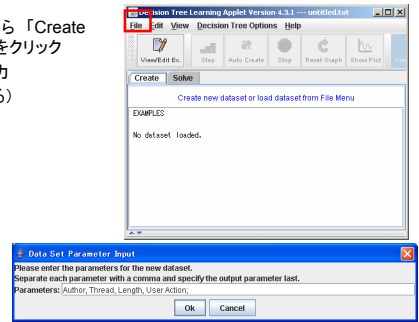 ら 「Create
をクリック
カ
る）
Decision Tree Learning Applet Version 4.3.1 --- untitled.txt
File Edit View Decision Tree Options Help
View/Edit Ex. Step Auto Create Stop Reset Graph Show Plot
Create Solve
Create new dataset or load dataset from File Menu
EXAMPLES
No dataset loaded.
Data Set Parameter Input
Please enter the parameters for the new dataset.
Separate each parameter with a comma and specify the output parameter last.
Parameters: Author, Thread, Length, User Action;
Ok Cancel